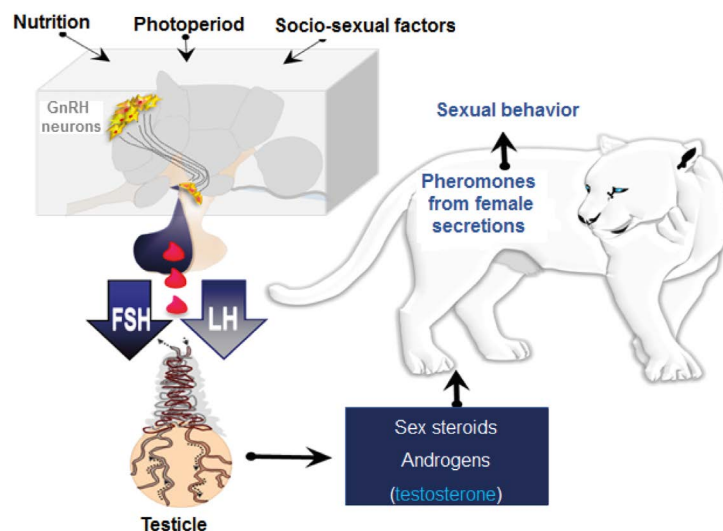 Nutrition
Photoperiod
Socio-sexual factors
GnRH
neurons
Sexual behavior
Pheromones
from female
secretions
FSH
LH
Sex steroids
Androgens
(testosterone)
Testicle